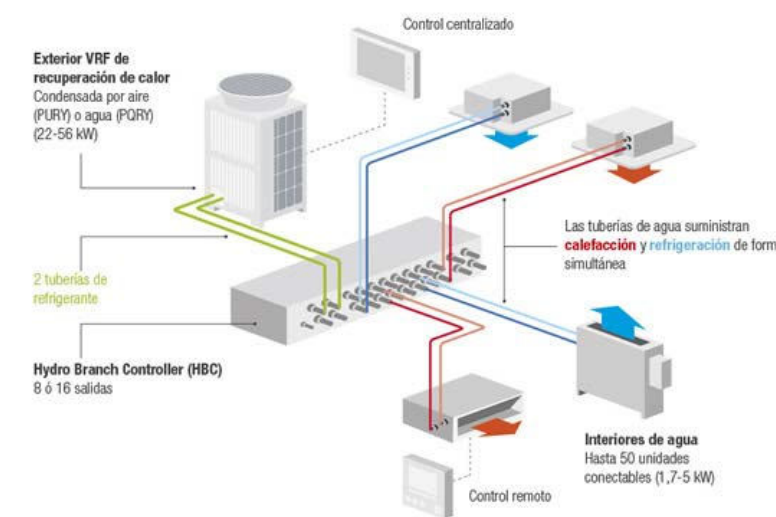 Control centralizado
Exterior VRF de
recuperación de calor
Condensada por aire
(PURY) o agua (PQRY)
(22-56 kW)
Las tuberías de agua suministran
calefacción y refrigeración de form
simultánea
2 tuberías de
refrigerante
Hydro Branch Controller (HBC)
8 ó 16 salidas
Interiores de agua
Hasta 50 unidades
conectables (1,7-5 kW)
Control remoto